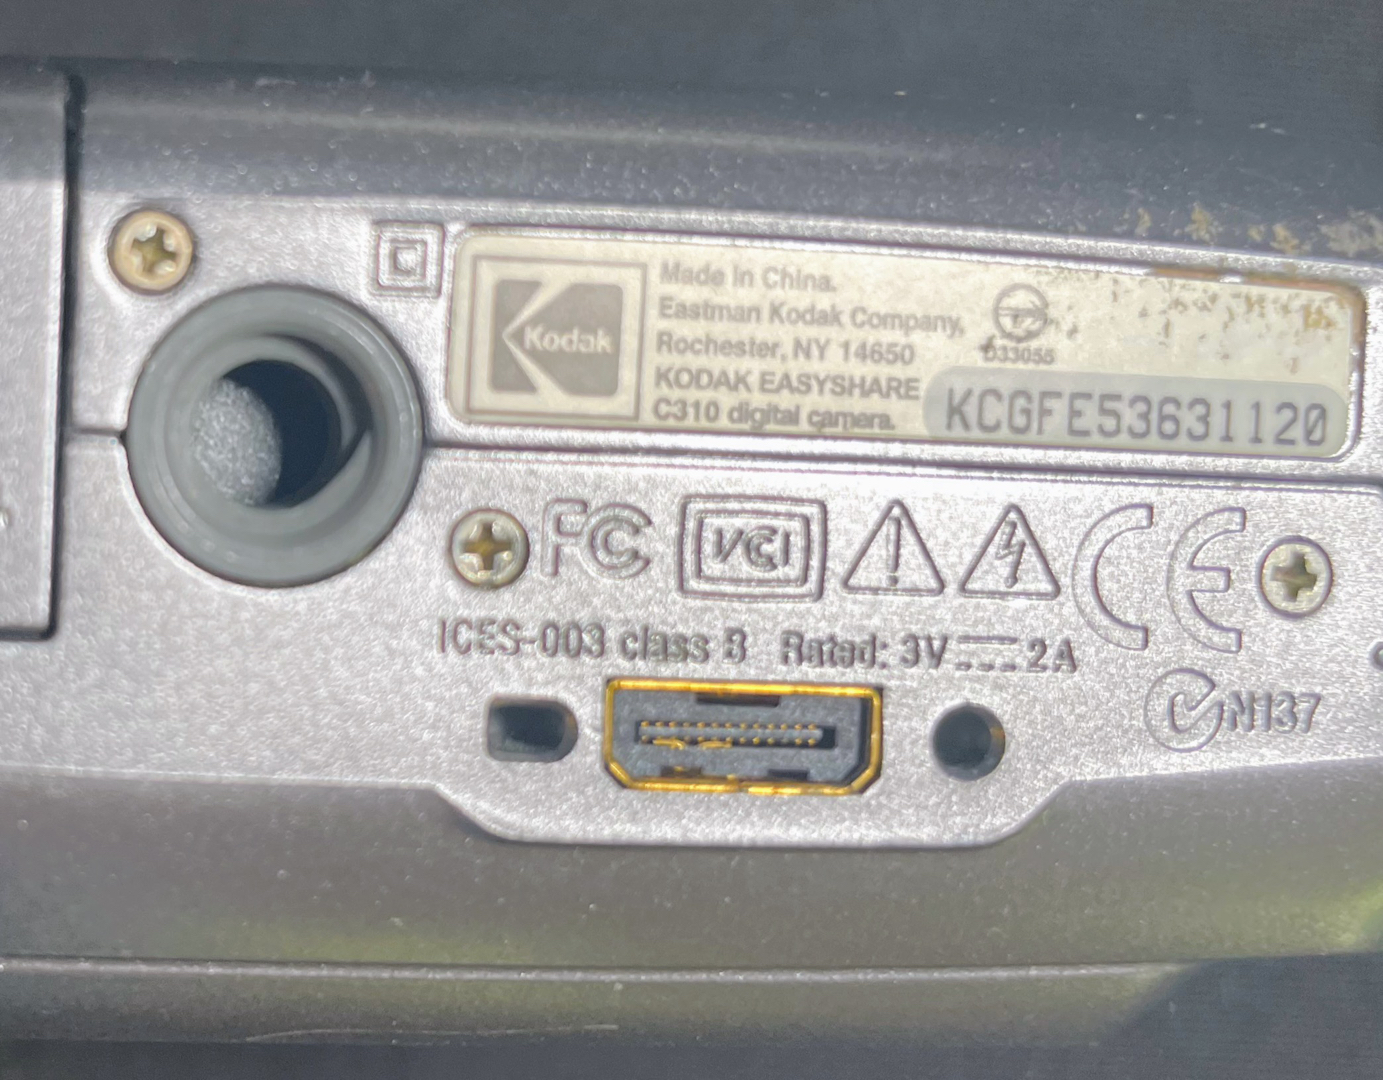 Kodak
Made in China.
Eastman Kodak Company,
Rochester, NY 14650
KODAK EASYSHARE
C310 digital camera.
D33055
KCGFE53631120
FC
VCI
CE
ICES-003 class B Rated: 3V 2A
N137